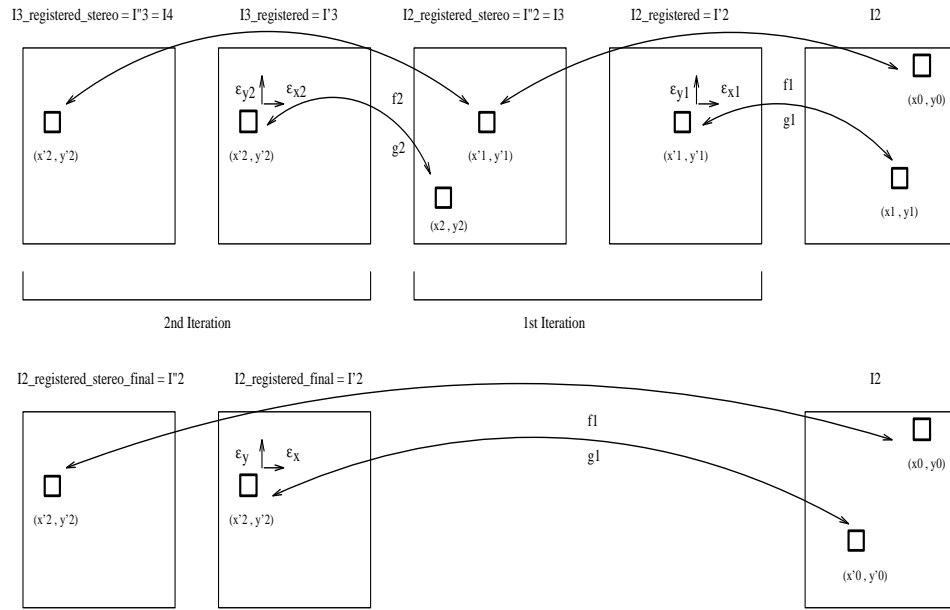 I3_registered_stereo = I"3 = I4
I3_registered = I'3
I2_registered_stereo = I"2 = I3
I2_registered = I'2
I2
εy2 εx2
f2
εy1 εx1
f1
(x0 , y0)
g1
(x'2 , y'2)
(x'2 , y'2)
g2
(x'1 , y'1)
(x'1 , y'1)
(x2 , y2)
(x1 , y1)
2nd Iteration
1st Iteration
I2_registered_stereo_final = I"2
I2_registered_final = I'2
I2
f1
εy εx
g1
(x0 , y0)
(x'2 , y'2)
(x'2 , y'2)
(x'0 , y'0)